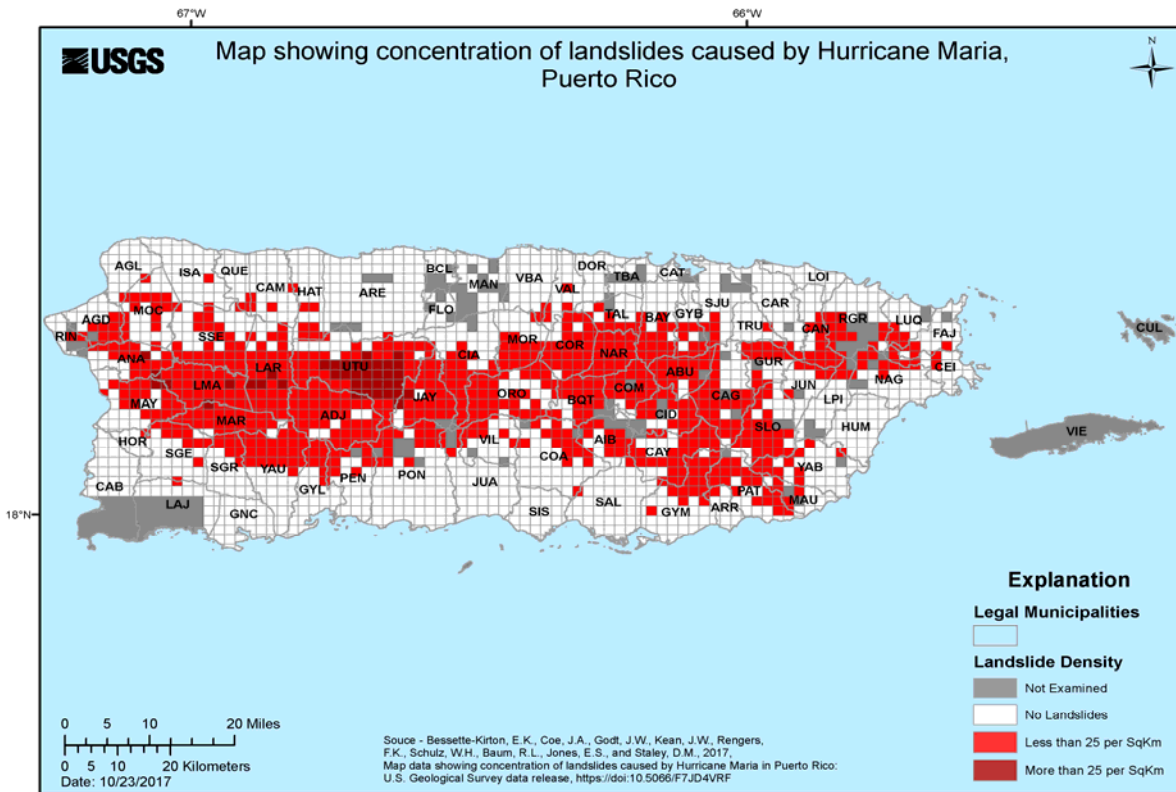 67°W 66°W
USGS
Map showing concentration of landslides caused by Hurricane Maria,
Puerto Rico
N
AGL ISA QUE CAM HAT ARE BCL MAN VBA DOR TBA CAT LOI
MOC FLO VAL TAL BAY GYB SJU CAR
AGD RIN SSE MOR TRU CAN RGR LUQ FAJ CUL
ANA LAR UTU CIA COR NAR ABU GUR CEI
LMA JAY ORO COM CAG JUN NAG
MAY MAR ADJ BQT CID LPI
HOR SGE VIL AIB SLO HUM VIE
SGR YAU PEN PON COA CAY YAB
CAB GYL JUA PAT
LAJ GNC SIS SAL GYM ARR MAU
18°N
Explanation
Legal Municipalities
Landslide Density
Not Examined
No Landslides
Less than 25 per SqKm
More than 25 per SqKm
0 5 10 20 Miles
0 5 10 20 Kilometers
Date: 10/23/2017
Souce - Bessette-Kirton, E.K., Coe, J.A., Godt, J.W., Kean, J.W., Rengers,
F.K., Schulz, W.H., Baum, R.L., Jones, E.S., and Staley, D.M., 2017,
Map data showing concentration of landslides caused by Hurricane Maria in Puerto Rico:
U.S. Geological Survey data release, https://doi:10.5066/F7JD4VRF